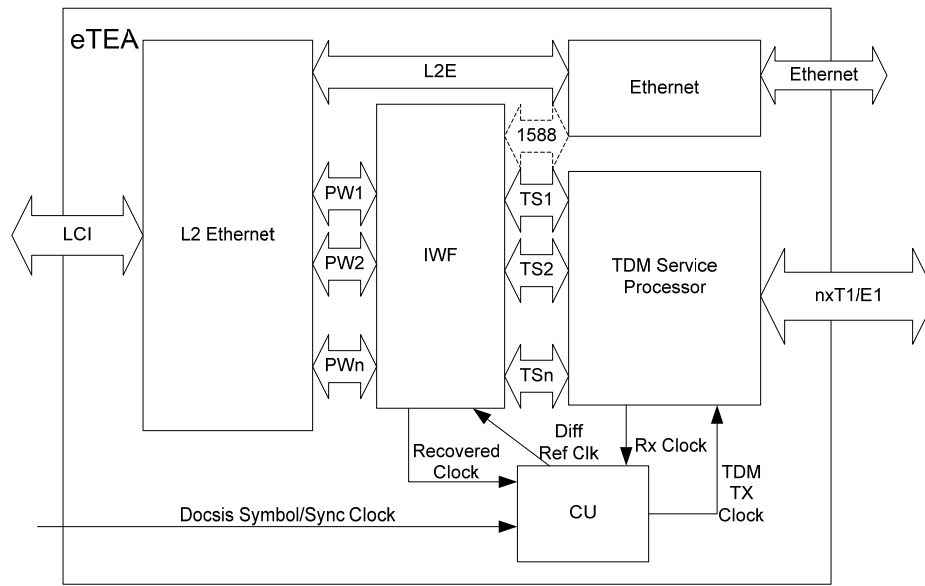 eTEA
L2E
Ethernet
Ethernet
1588
PW1
TS1
LCI
L2 Ethernet
IWF
PW2
TS2
TDM Service
Processor
nxT1/E1
PWn
TSn
Recovered
Clock
Diff
Ref Clk
Rx Clock
TDM
TX
Clock
Docsis Symbol/Sync Clock
CU